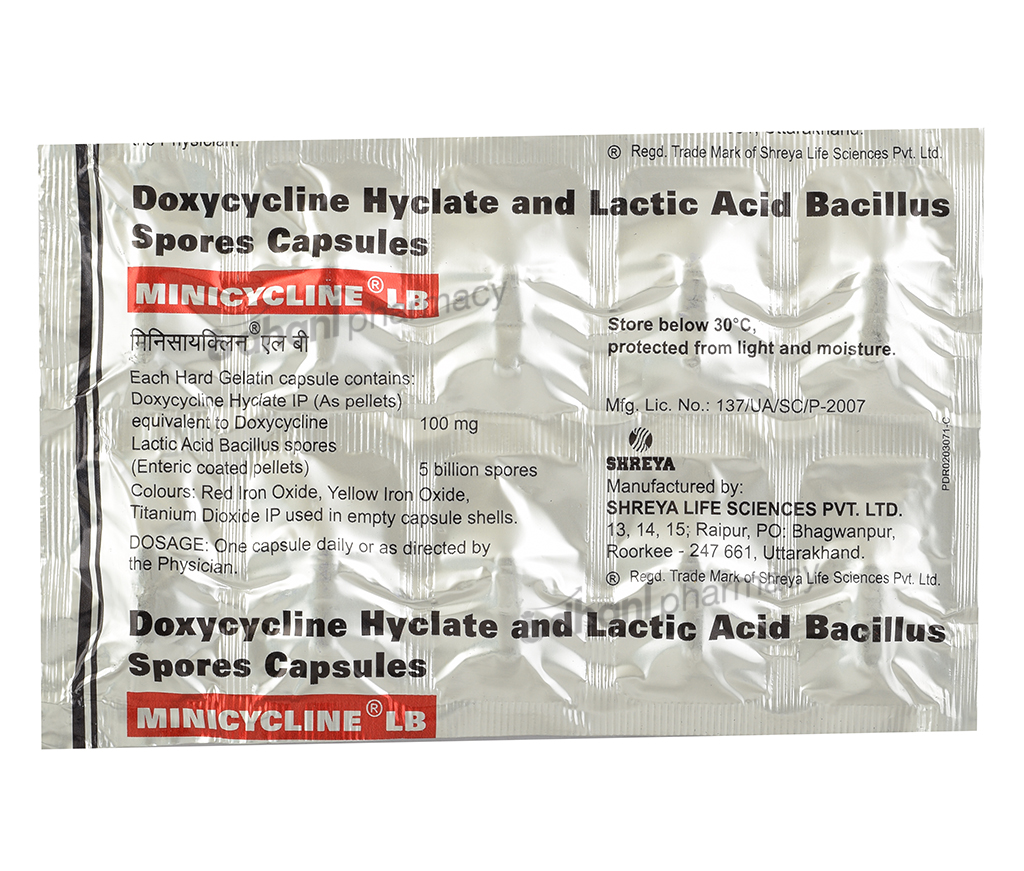 the Physician.
Uttarakhand.
® Regd. Trade Mark of Shreya Life Sciences Pvt. Ltd.
Doxycycline Hyclate and Lactic Acid Bacillus
Spores Capsules
MINICYCLINE® LB
मिनिसायक्लिन® एल बी
Each Hard Gelatin capsule contains:
Doxycycline Hyclate IP (As pellets)
equivalent to Doxycycline 100 mg
Lactic Acid Bacillus spores
(Enteric coated pellets) 5 billion spores
Colours: Red Iron Oxide, Yellow Iron Oxide,
Titanium Dioxide IP used in empty capsule shells.
DOSAGE: One capsule daily or as directed by
the Physician.
Store below 30°C,
protected from light and moisture.
Mfg. Lic. No.: 137/UA/SC/P-2007
SHREYA
Manufactured by:
SHREYA LIFE SCIENCES PVT. LTD.
13, 14, 15; Raipur, PO: Bhagwanpur,
Roorkee - 247 661, Uttarakhand.
® Regd. Trade Mark of Shreya Life Sciences Pvt. Ltd.
PDR0203071-C
Doxycycline Hyclate and Lactic Acid Bacillus
Spores Capsules
MINICYCLINE® LB
pharmacy
pharmacy